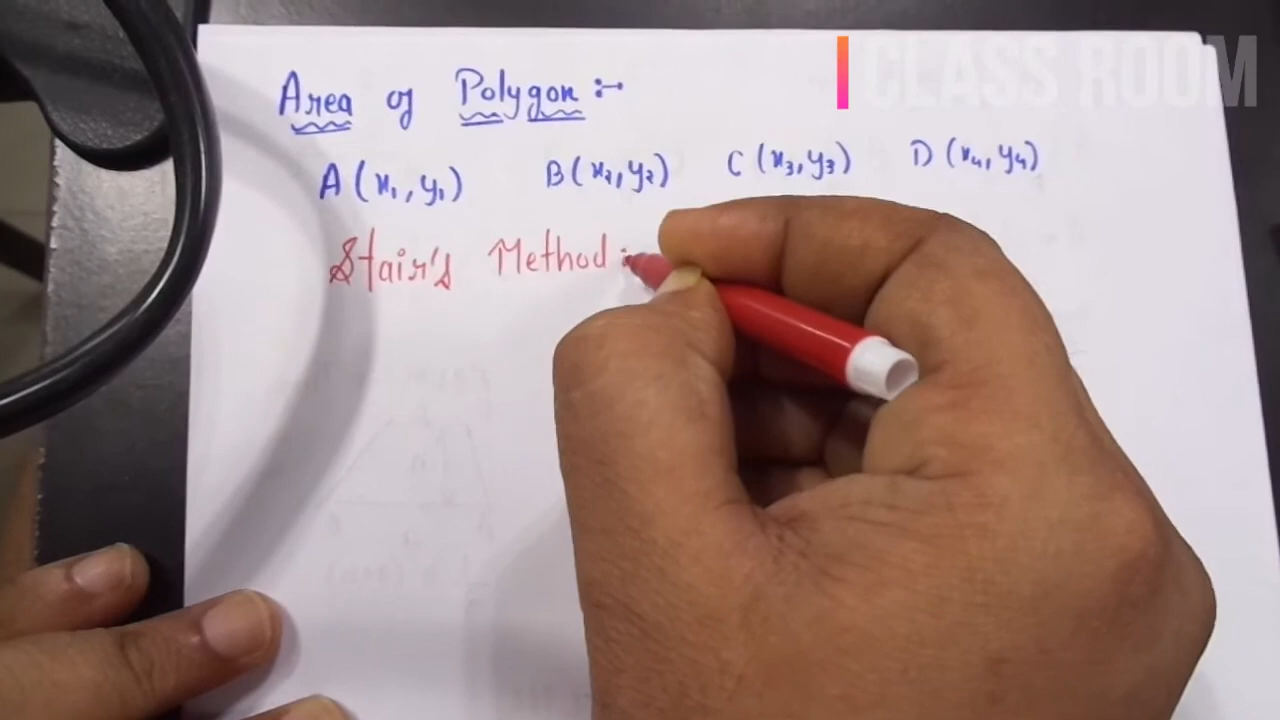 CLASS ROOM
Area of Polygon :-
A (x₁, y₁) B (x₂, y₂) C (x₃, y₃) D (x₄, y₄)
Stair's Method :